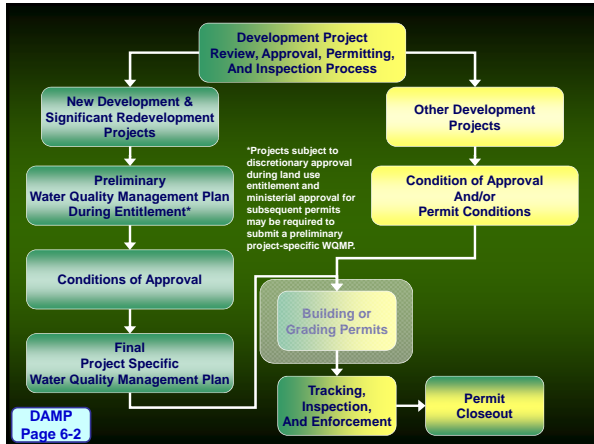 Development Project
Review, Approval, Permitting,
And Inspection Process
New Development &
Significant Redevelopment
Projects
Other Development
Projects
*Projects subject to
discretionary approval
during land use
entitlement and
ministerial approval for
subsequent permits
may be required to
submit a preliminary
project-specific WQMP.
Preliminary
Water Quality Management Plan
During Entitlement*
Condition of Approval
And/or
Permit Conditions
Conditions of Approval
Building or
Grading Permits
Final
Project Specific
Water Quality Management Plan
Tracking,
Inspection,
And Enforcement
Permit
Closeout
DAMP
Page 6-2